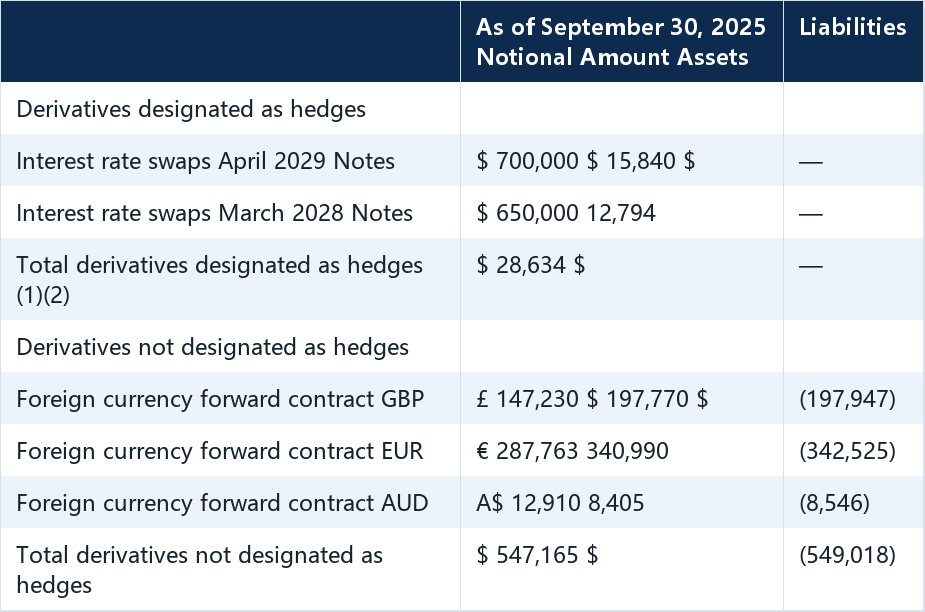 As of September 30, 2025 Liabilities
Notional Amount Assets
Derivatives designated as hedges
Interest rate swaps April 2029 Notes $ 700,000 $ 15,840 $ —
Interest rate swaps March 2028 Notes $ 650,000 12,794 —
Total derivatives designated as hedges $ 28,634 $ —
(1)(2)
Derivatives not designated as hedges
Foreign currency forward contract GBP £ 147,230 $ 197,770 $ (197,947)
Foreign currency forward contract EUR € 287,763 340,990 (342,525)
Foreign currency forward contract AUD A$ 12,910 8,405 (8,546)
Total derivatives not designated as $ 547,165 $ (549,018)
hedges